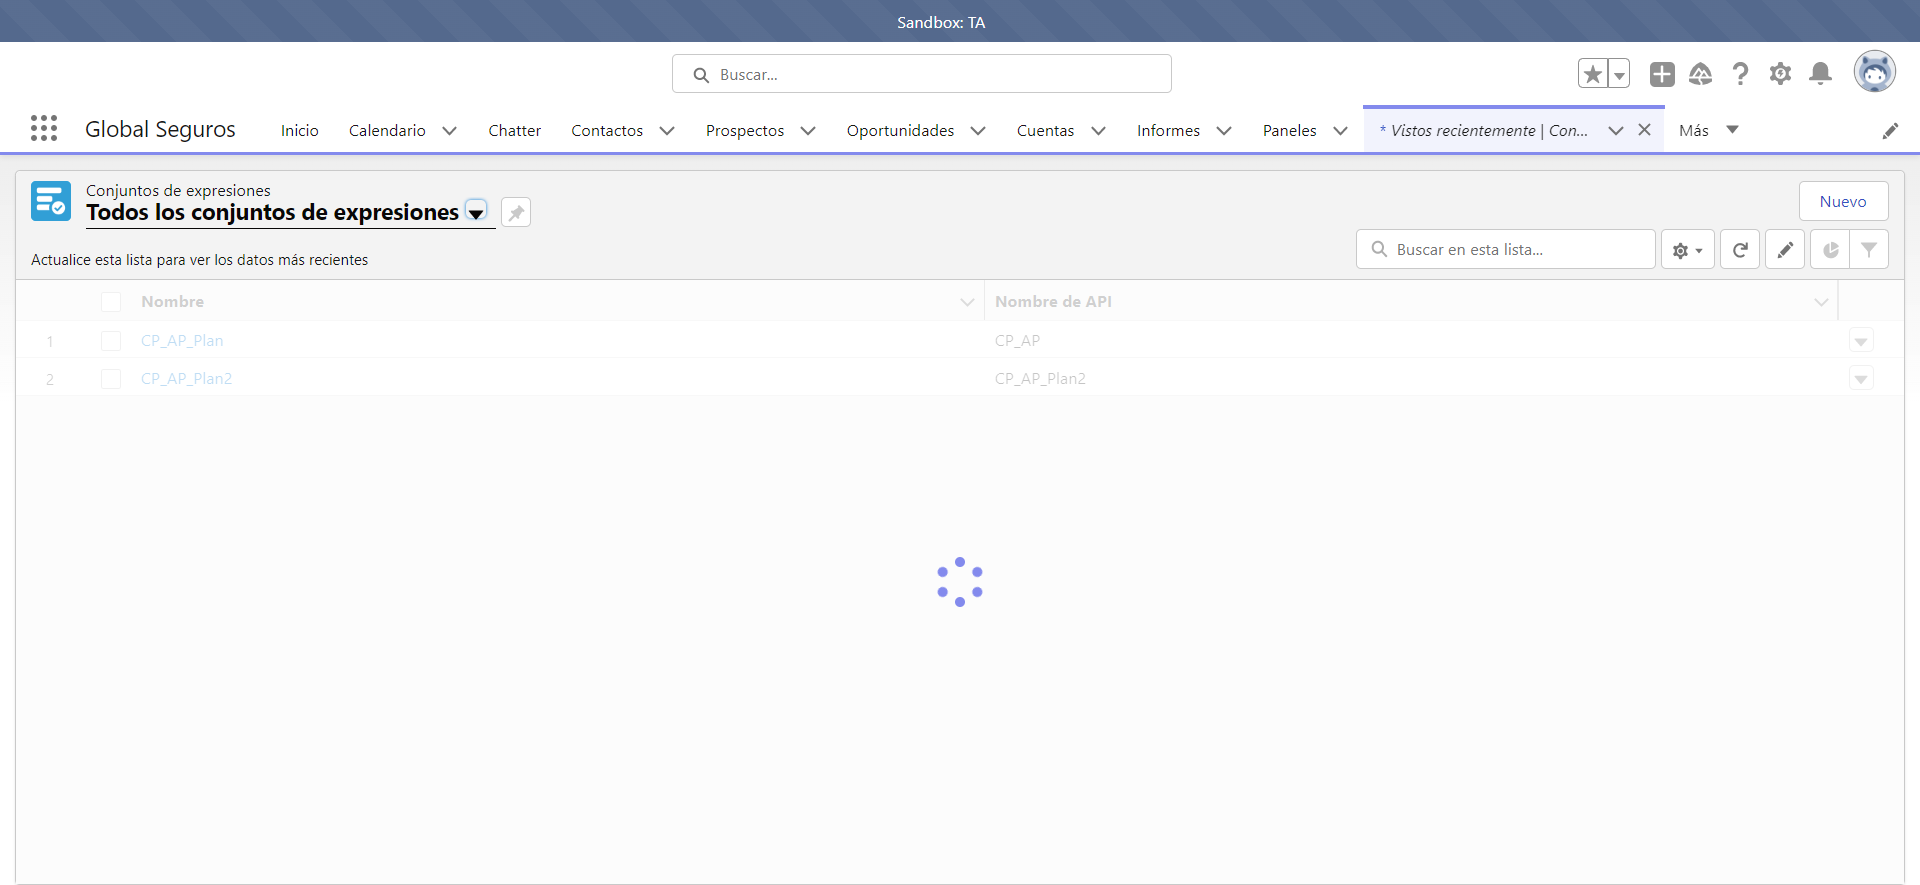 Sandbox: TA
Buscar...
Global Seguros
Inicio
Calendario
Chatter
Contactos
Prospectos
Oportunidades
Cuentas
Informes
Paneles
* Vistos recientemente | Con...
Más
Conjuntos de expresiones
Todos los conjuntos de expresiones
Nuevo
Actualice esta lista para ver los datos más recientes
Buscar en esta lista...
Nombre
Nombre de API
1
CP_AP_Plan
CP_AP
2
CP_AP_Plan2
CP_AP_Plan2